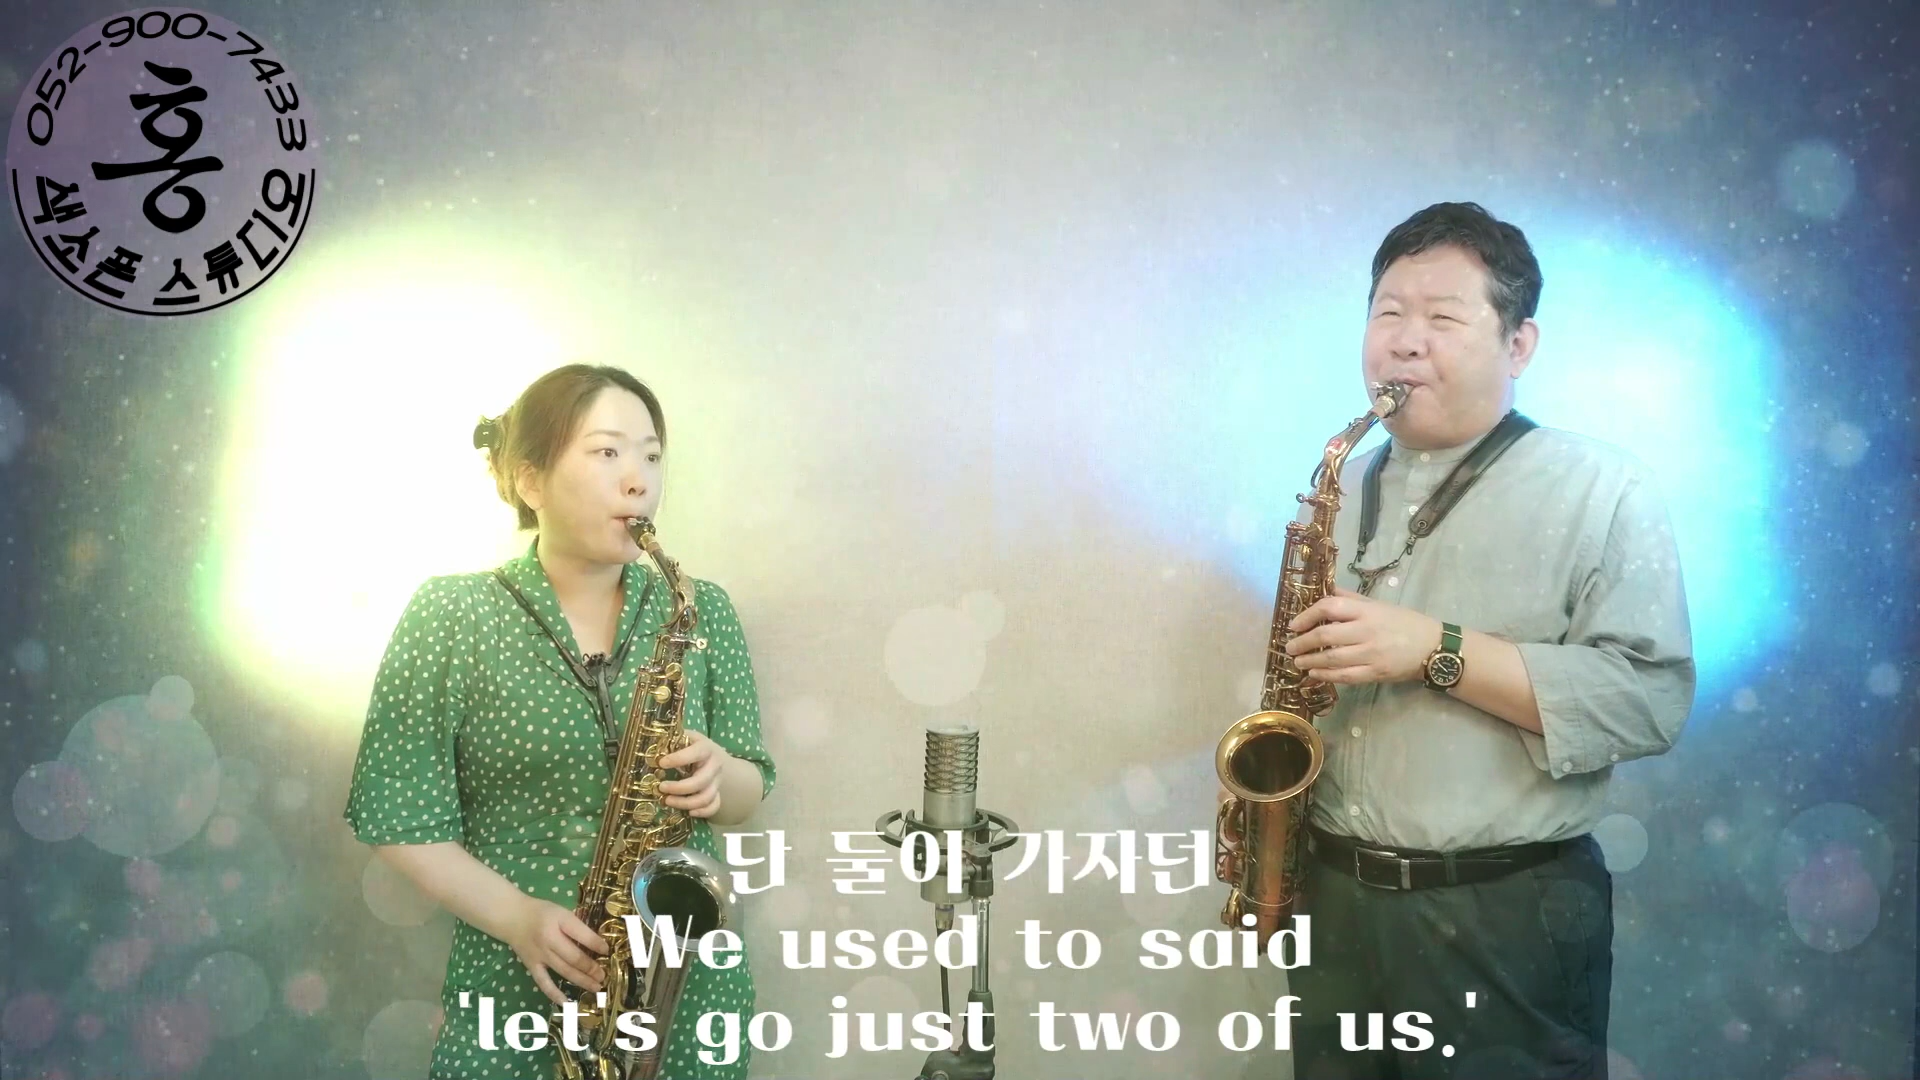 052-900-7433
홍
색소폰 스튜디오
단 둘이 가자던
We used to said
'let's go just two of us.'